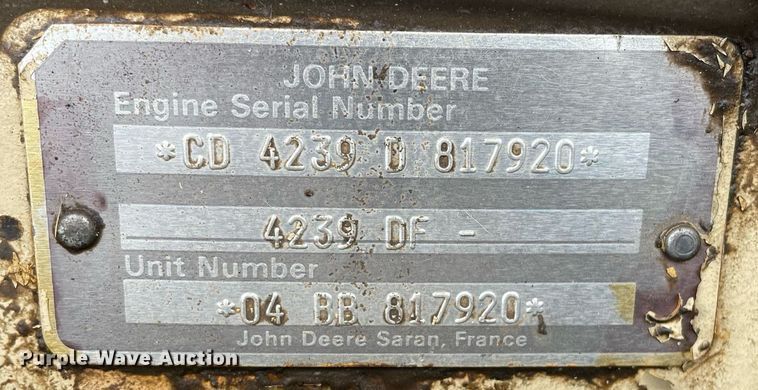 JOHN DEERE
Engine Serial Number
*CD 4239 D 817920*
4239 DF -
Unit Number
*04 BB 817920*
John Deere Saran, France
Purple Wave Auction